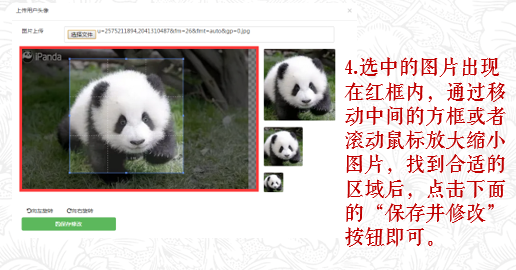 上传用户头像
×
图片上传
选择文件 u=2575211894,2041310487&fm=26&fmt=auto&gp=0.jpg
iPanda
4.选中的图片出现
在红框内，通过移
动中间的方框或者
滚动鼠标放大缩小
图片，找到合适的
区域后，点击下面
的“保存并修改”
按钮即可。
向左旋转 向右旋转
保存修改